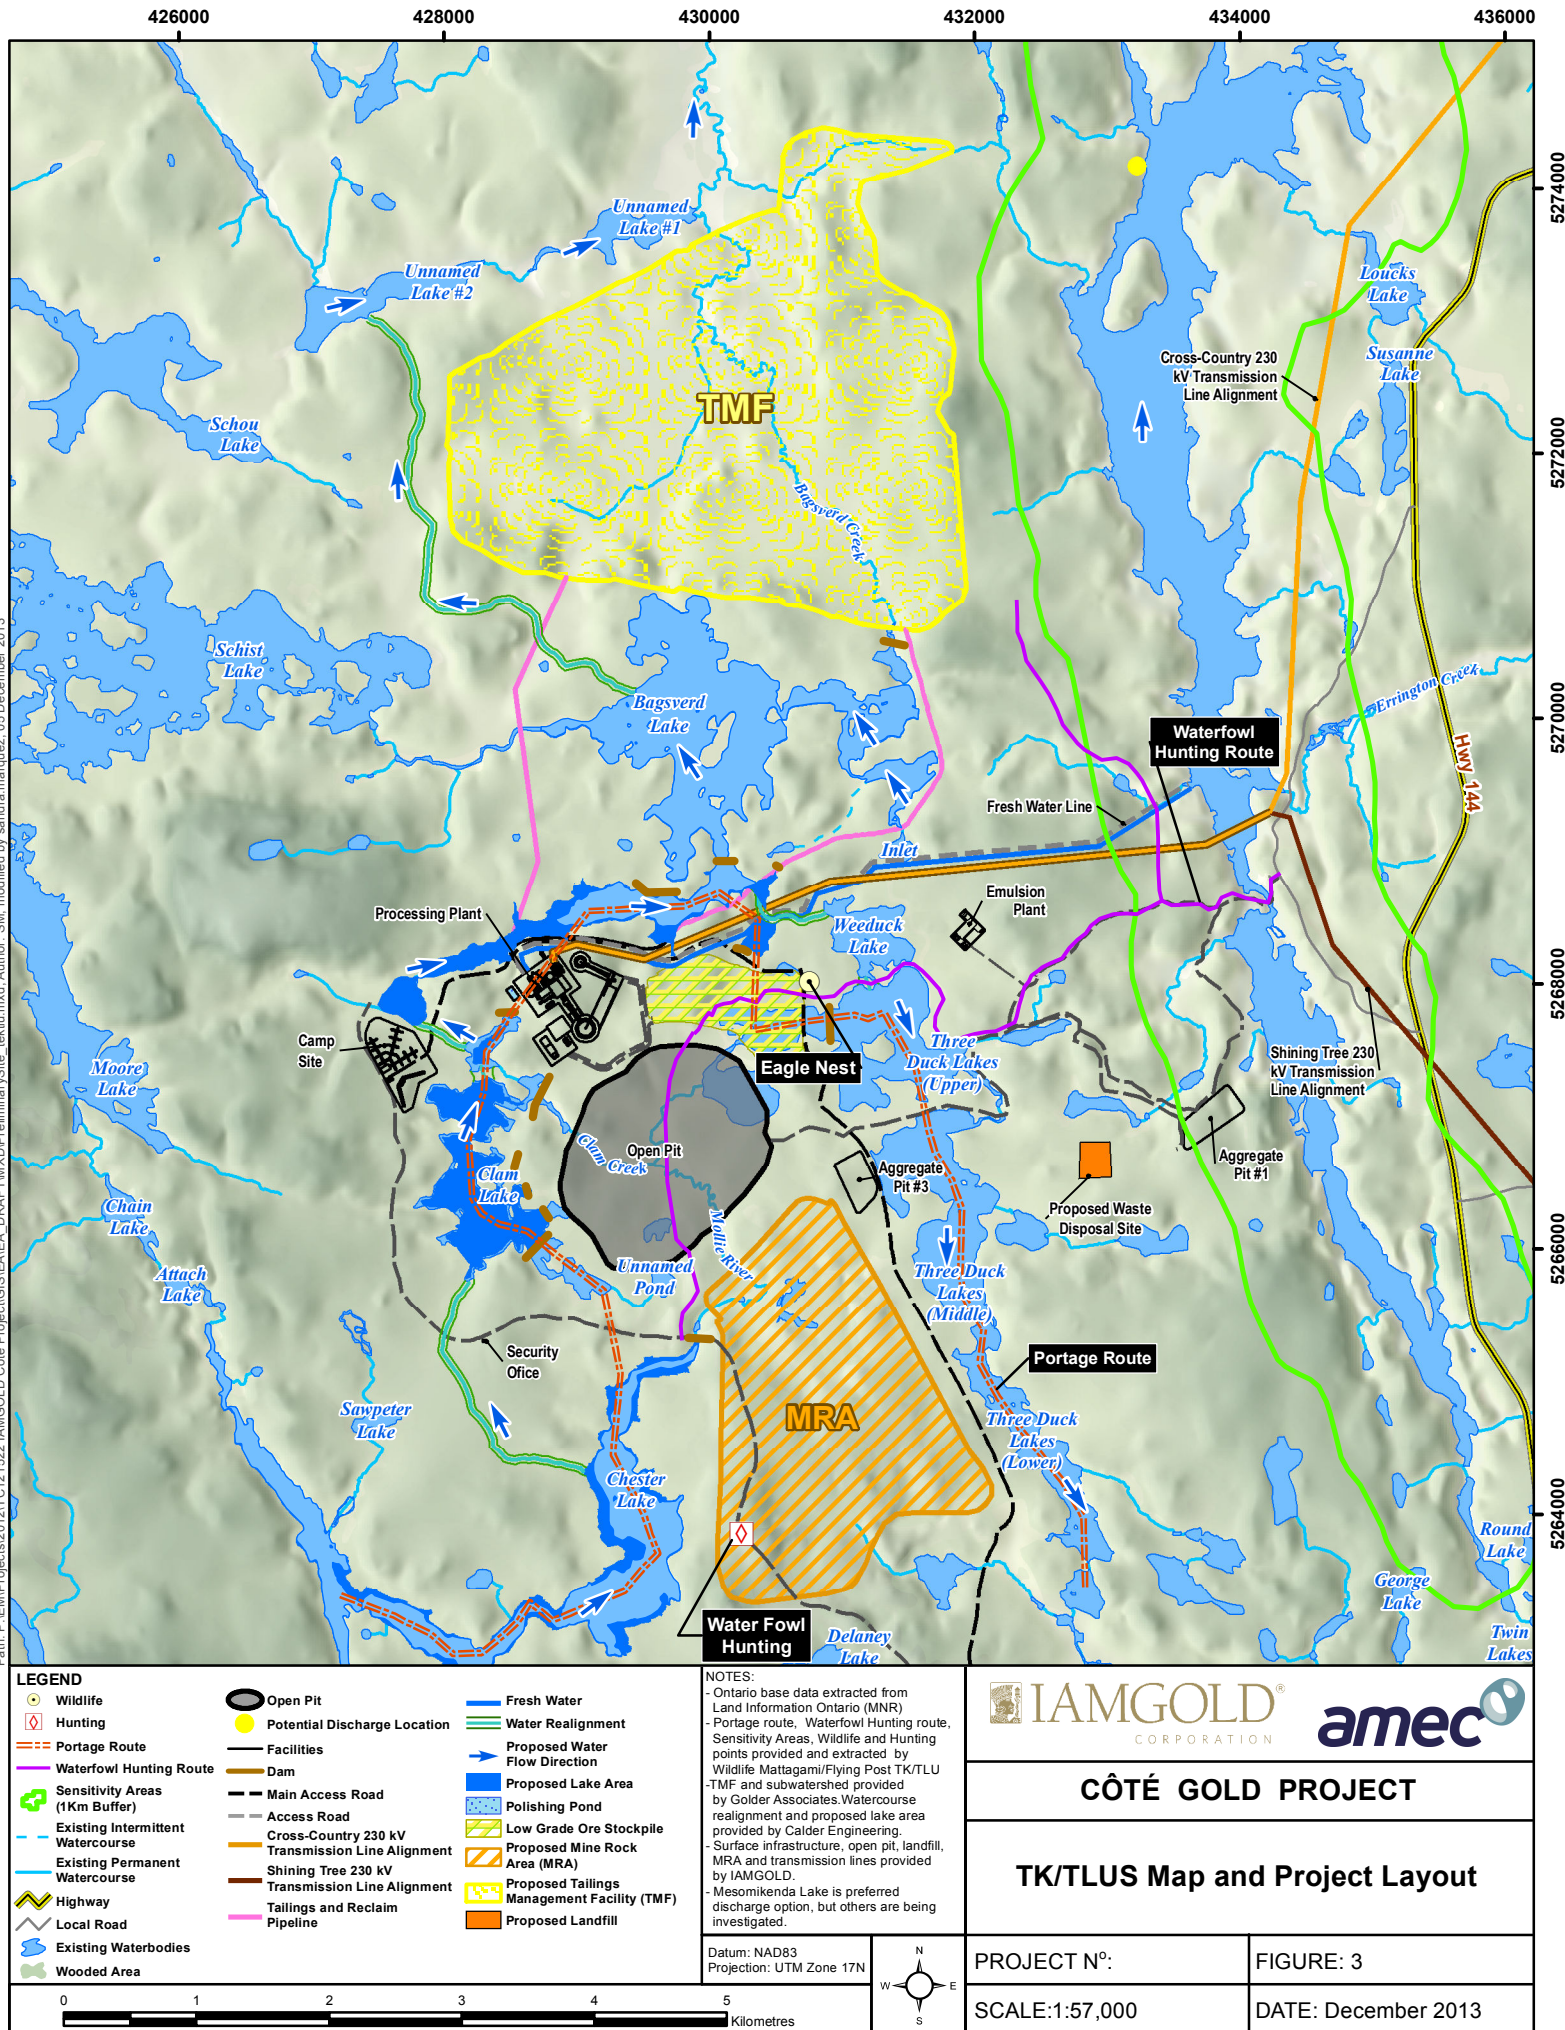 426000
428000
430000
432000
434000
436000
5274000
5272000
5270000
5268000
5266000
5264000
Unnamed
Lake #1
Unnamed
Lake #2
Loucks
Lake
Cross-Country 230
kV Transmission
Line Alignment
Susanne
Lake
TMF
Schou
Lake
Bagsverd Creek
Schist
Lake
Bagsverd
Lake
Errington Creek
Waterfowl
Hunting Route
Hwy 144
Fresh Water Line
Inlet
Emulsion
Plant
Processing Plant
Weeduck
Lake
Camp
Site
Moore
Lake
Three
Duck Lakes
(Upper)
Eagle Nest
Shining Tree 230
kV Transmission
Line Alignment
Open Pit
Clam Creek
Clam
Lake
Aggregate
Pit #3
Aggregate
Pit #1
Proposed Waste
Disposal Site
Chain
Lake
Mollie River
Attach
Lake
Unnamed
Pond
Three Duck
Lakes
(Middle)
Security
Ofice
Portage Route
Sawpeter
Lake
MRA
Three Duck
Lakes
(Lower)
Chester
Lake
Round
Lake
George
Lake
Water Fowl
Hunting
Delaney
Lake
Twin
Lakes
LEGEND
Wildlife
Hunting
Portage Route
Waterfowl Hunting Route
Sensitivity Areas
(1Km Buffer)
Existing Intermittent
Watercourse
Existing Permanent
Watercourse
Highway
Local Road
Existing Waterbodies
Wooded Area
Open Pit
Potential Discharge Location
Facilities
Dam
Main Access Road
Access Road
Cross-Country 230 kV
Transmission Line Alignment
Shining Tree 230 kV
Transmission Line Alignment
Tailings and Reclaim
Pipeline
Fresh Water
Water Realignment
Proposed Water
Flow Direction
Proposed Lake Area
Polishing Pond
Low Grade Ore Stockpile
Proposed Mine Rock
Area (MRA)
Proposed Tailings
Management Facility (TMF)
Proposed Landfill
NOTES:
- Ontario base data extracted from
Land Information Ontario (MNR)
- Portage route, Waterfowl Hunting route,
Sensitivity Areas, Wildlife and Hunting
points provided and extracted by
Wildlife Mattagami/Flying Post TK/TLU
-TMF and subwatershed provided
by Golder Associates.Watercourse
realignment and proposed lake area
provided by Calder Engineering.
- Surface infrastructure, open pit, landfill,
MRA and transmission lines provided
by IAMGOLD.
- Mesomikenda Lake is preferred
discharge option, but others are being
investigated.
Datum: NAD83
Projection: UTM Zone 17N
N
W E
S
IAMGOLD®
CORPORATION
amec
CÔTÉ GOLD PROJECT
TK/TLUS Map and Project Layout
PROJECT Nº:
FIGURE: 3
SCALE:1:57,000
DATE: December 2013
0 1 2 3 4 5
Kilometres